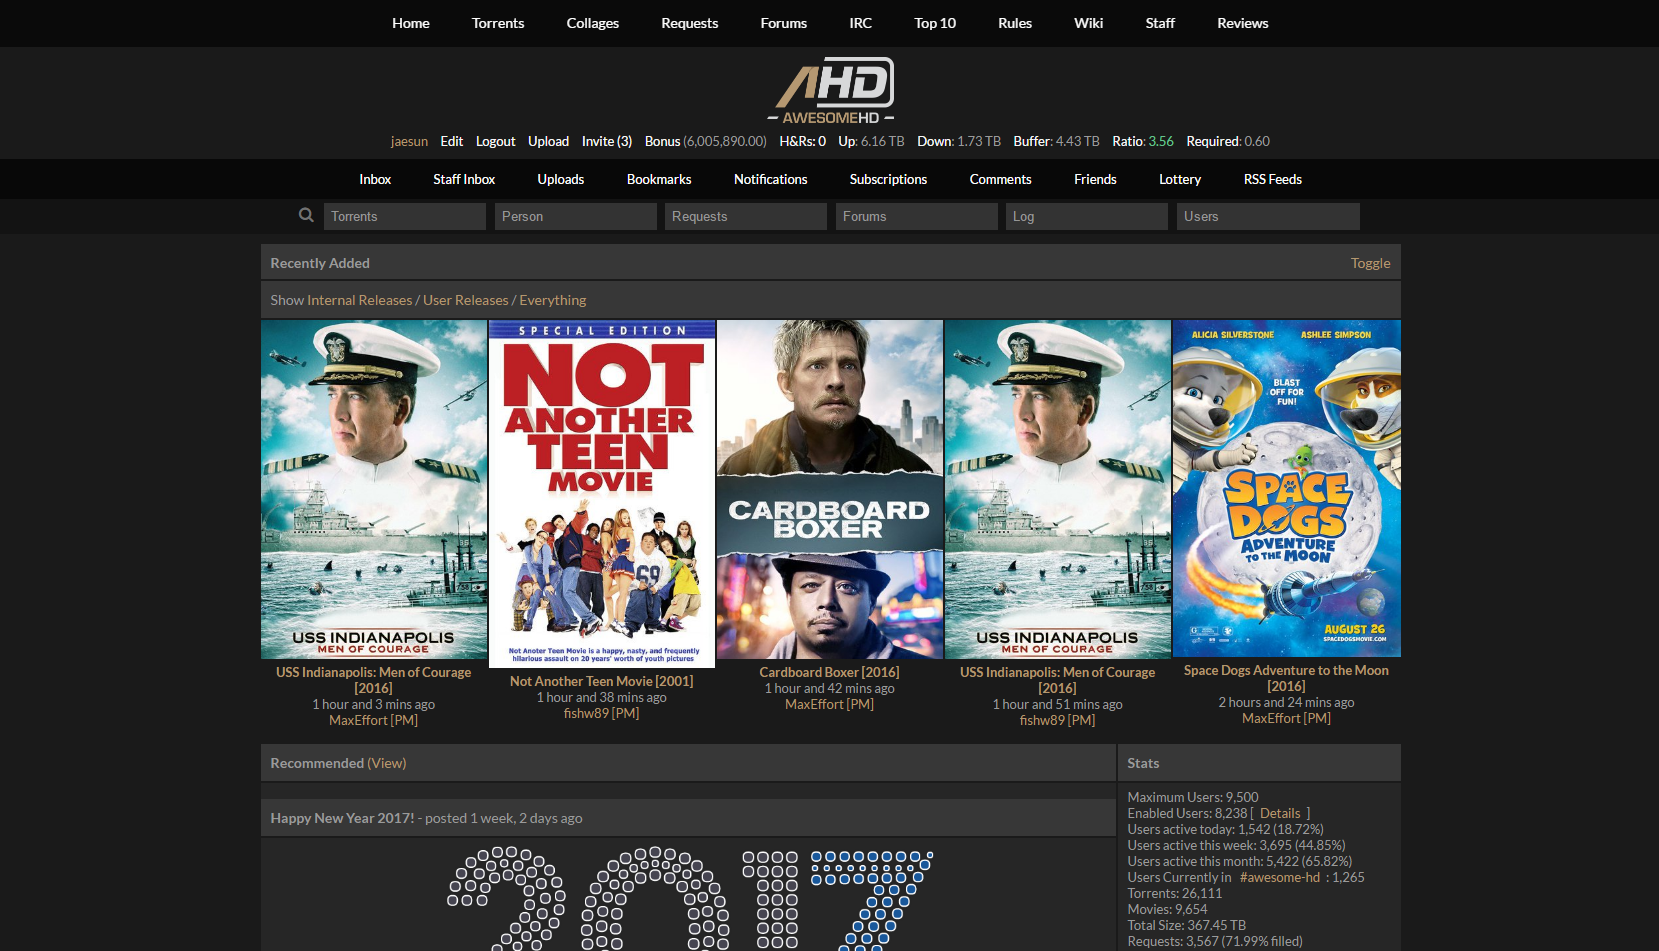 Home Torrents Collages Requests Forums IRC Top 10 Rules Wiki Staff Reviews
AHD
AWESOMEHD
jaesun Edit Logout Upload Invite (3) Bonus (6,005,890.00) H&Rs: 0 Up: 6.16 TB Down: 1.73 TB Buffer: 4.43 TB Ratio: 3.56 Required: 0.60
Inbox Staff Inbox Uploads Bookmarks Notifications Subscriptions Comments Friends Lottery RSS Feeds
Torrents Person Requests Forums Log Users
Recently Added Toggle
Show Internal Releases / User Releases / Everything
USS INDIANAPOLIS
MEN OF COURAGE
USS Indianapolis: Men of Courage
[2016]
1 hour and 3 mins ago
MaxEffort [PM]
SPECIAL EDITION
NOT
ANOTHER
TEEN
MOVIE
69
Not Anoter Teen Movie is a happy, nasty, and frequently
hilarious assault on 20 years' worth of youth pictures
Not Another Teen Movie [2001]
1 hour and 38 mins ago
fishw89 [PM]
CARDBOARD
BOXER
Cardboard Boxer [2016]
1 hour and 42 mins ago
MaxEffort [PM]
USS INDIANAPOLIS
MEN OF COURAGE
USS Indianapolis: Men of Courage
[2016]
1 hour and 51 mins ago
fishw89 [PM]
ALICIA SILVERSTONE ASHLEE SIMPSON
BLAST
OFF FOR
FUN!
SPACE
DOGS
ADVENTURE
TO THE MOON
AUGUST 26
SPACEDOGSMOVIE.COM
Space Dogs Adventure to the Moon
[2016]
2 hours and 24 mins ago
MaxEffort [PM]
Recommended (View)
Happy New Year 2017! - posted 1 week, 2 days ago
2017
Stats
Maximum Users: 9,500
Enabled Users: 8,238 [ Details ]
Users active today: 1,542 (18.72%)
Users active this week: 3,695 (44.85%)
Users active this month: 5,422 (65.82%)
Users Currently in #awesome-hd : 1,265
Torrents: 26,111
Movies: 9,654
Total Size: 367.45 TB
Requests: 3,567 (71.99% filled)